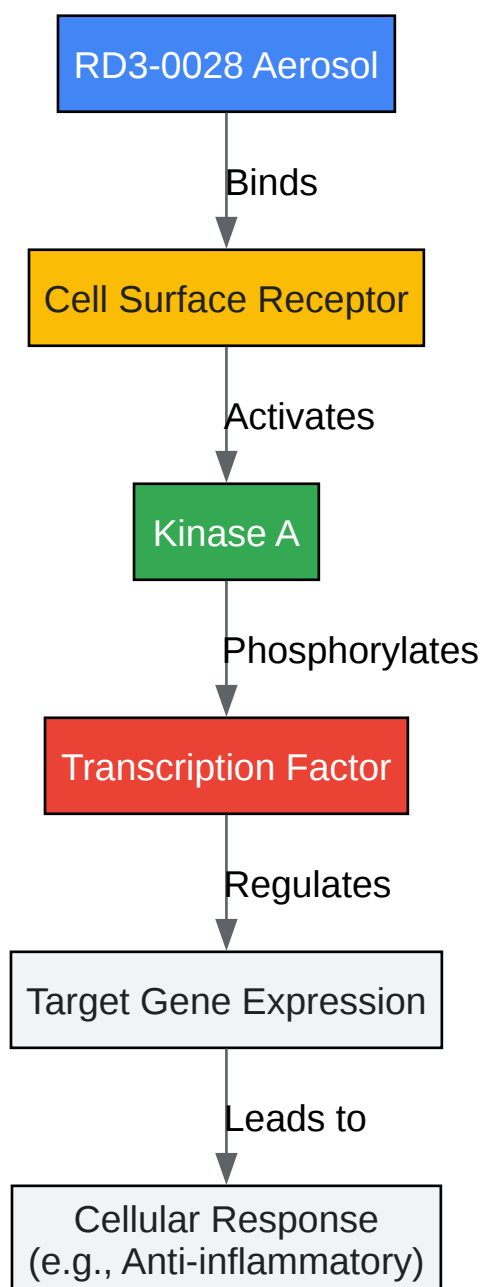 RD3-0028 Aerosol
Binds
Cell Surface Receptor
Activates
Kinase A
Phosphorylates
Transcription Factor
Regulates
Target Gene Expression
Leads to
Cellular Response
(e.g., Anti-inflammatory)